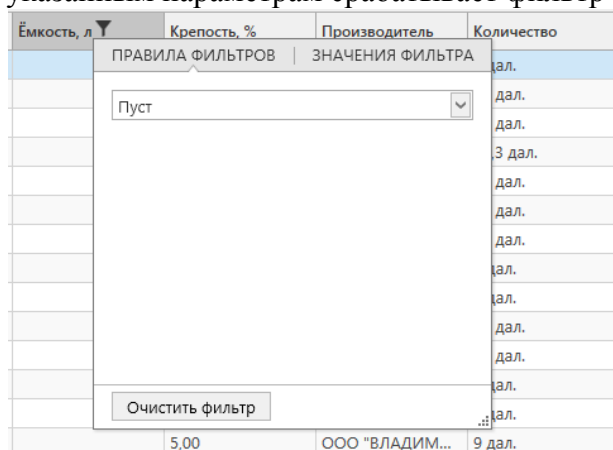 указанным параметрам срабатывает фильтр
Ёмкость, л Крепость, % Производитель Количество
ПРАВИЛА ФИЛЬТРОВ | ЗНАЧЕНИЯ ФИЛЬТРА
дал.
Пуст
дал.
дал.
,3 дал.
дал.
дал.
дал.
дал.
дал.
дал.
дал.
дал.
Очистить фильтр
дал.
5,00 ООО "ВЛАДИМ... 9 дал.